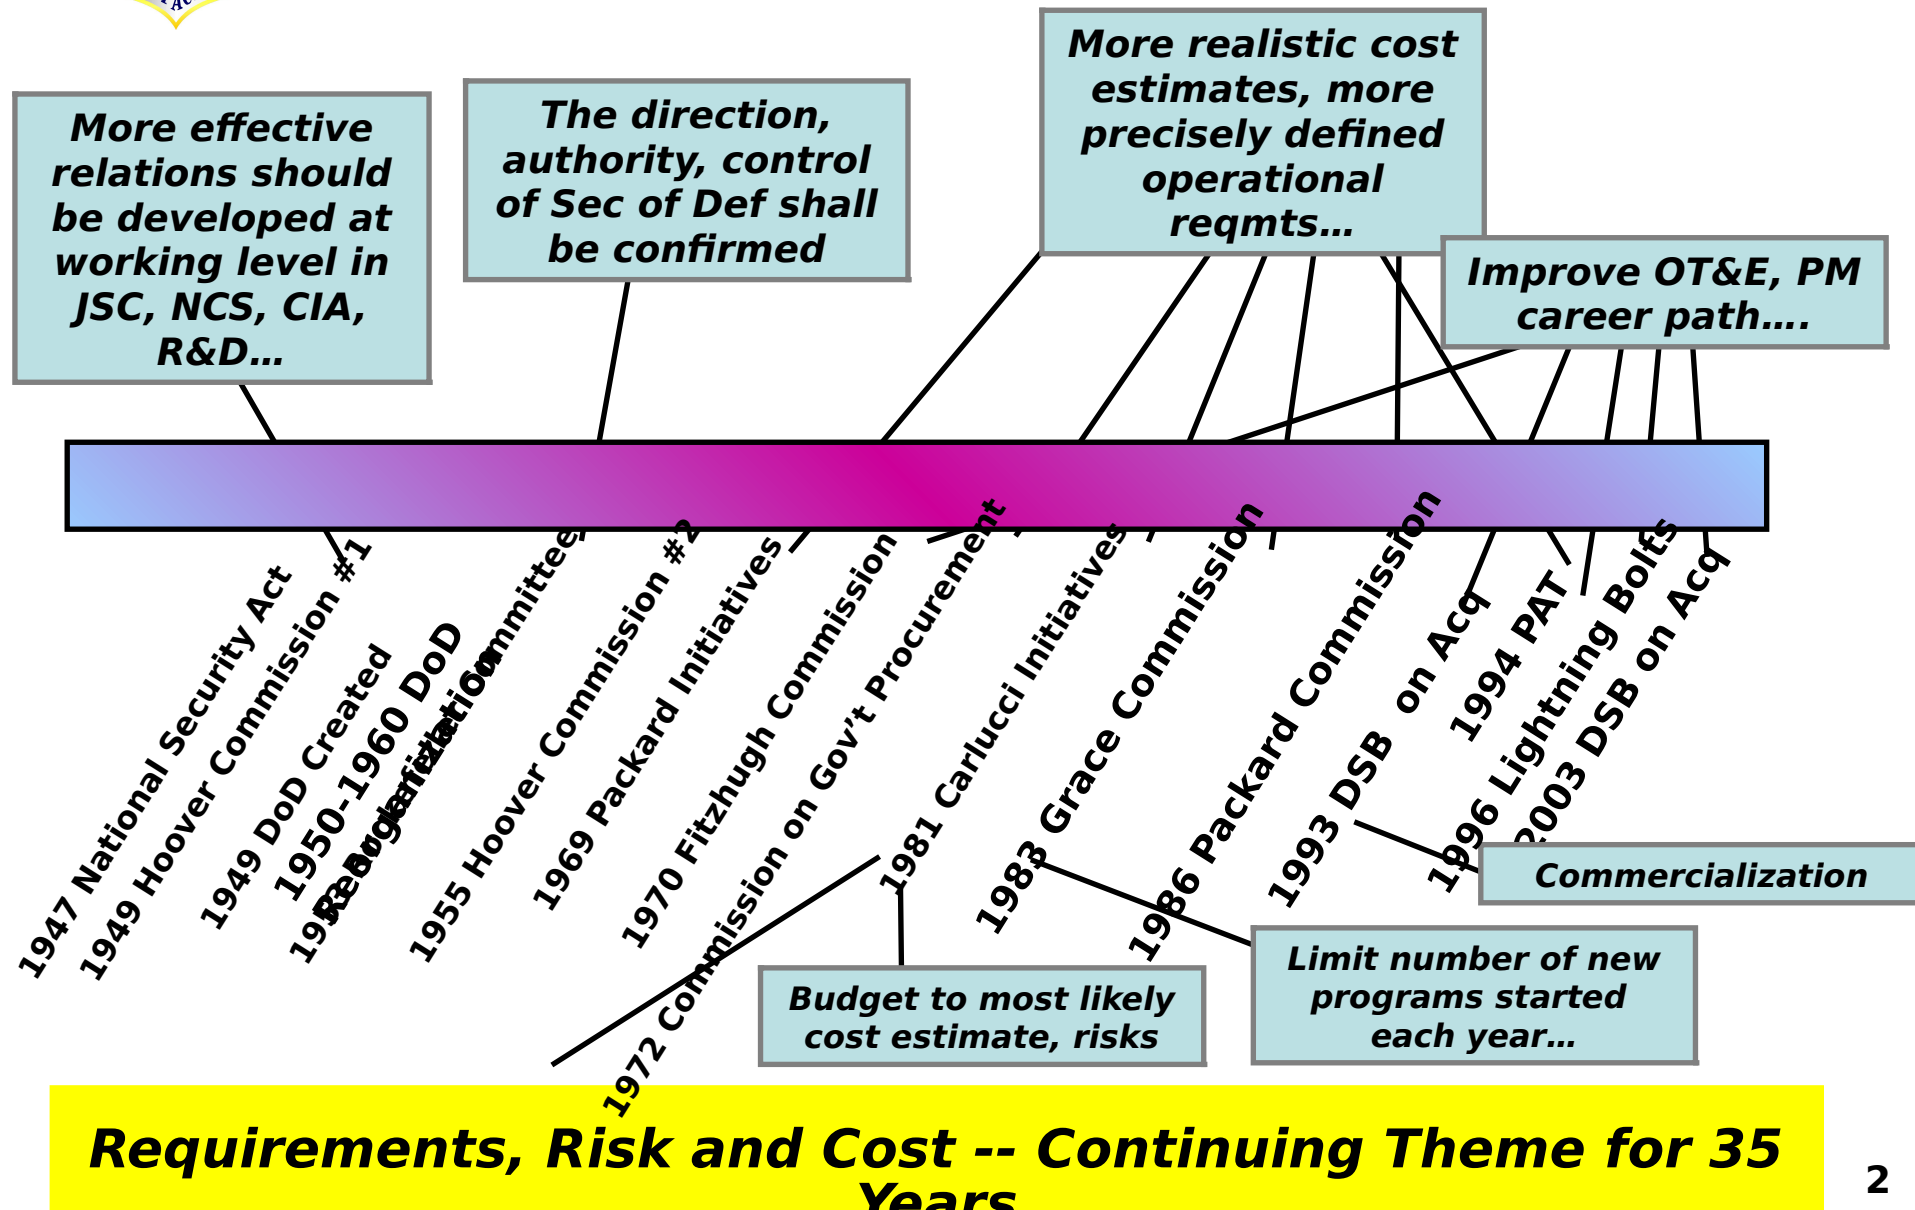 More effective
relations should
be developed at
working level in
JSC, NCS, CIA,
R&D…
The direction,
authority, control
of Sec of Def shall
be confirmed
More realistic cost
estimates, more
precisely defined
operational
reqmts…
Improve OT&E, PM
career path….
1947 National Security Act
1949 Hoover Commission #1
1949 DoD Created
1950-1960 DoD
Reorganization
1953 Rockefeller Committee
1955 Hoover Commission #2
1969 Packard Initiatives
1970 Fitzhugh Commission
1972 Commission on Gov’t Procurement
1981 Carlucci Initiatives
1983 Grace Commission
1986 Packard Commission
1993 DSB on Acq
1994 PAT
1996 Lightning Bolts
2003 DSB on Acq
Commercialization
Limit number of new
programs started
each year…
Budget to most likely
cost estimate, risks
Requirements, Risk and Cost -- Continuing Theme for 35
Years
2